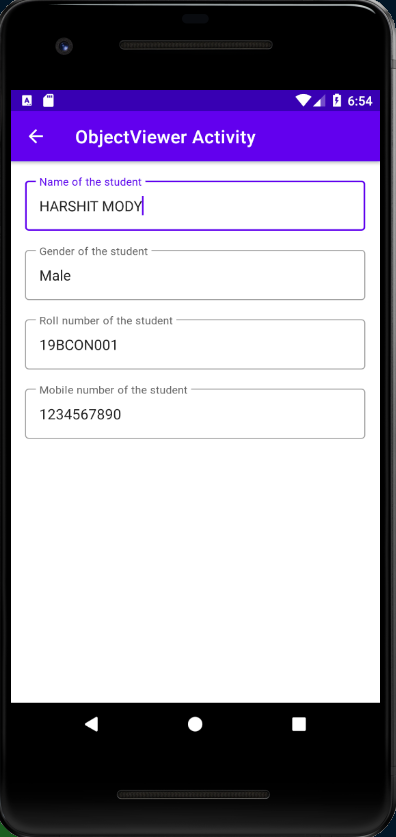 6:54
ObjectViewer Activity
Name of the student
HARSHIT MODY
Gender of the student
Male
Roll number of the student
19BCON001
Mobile number of the student
1234567890